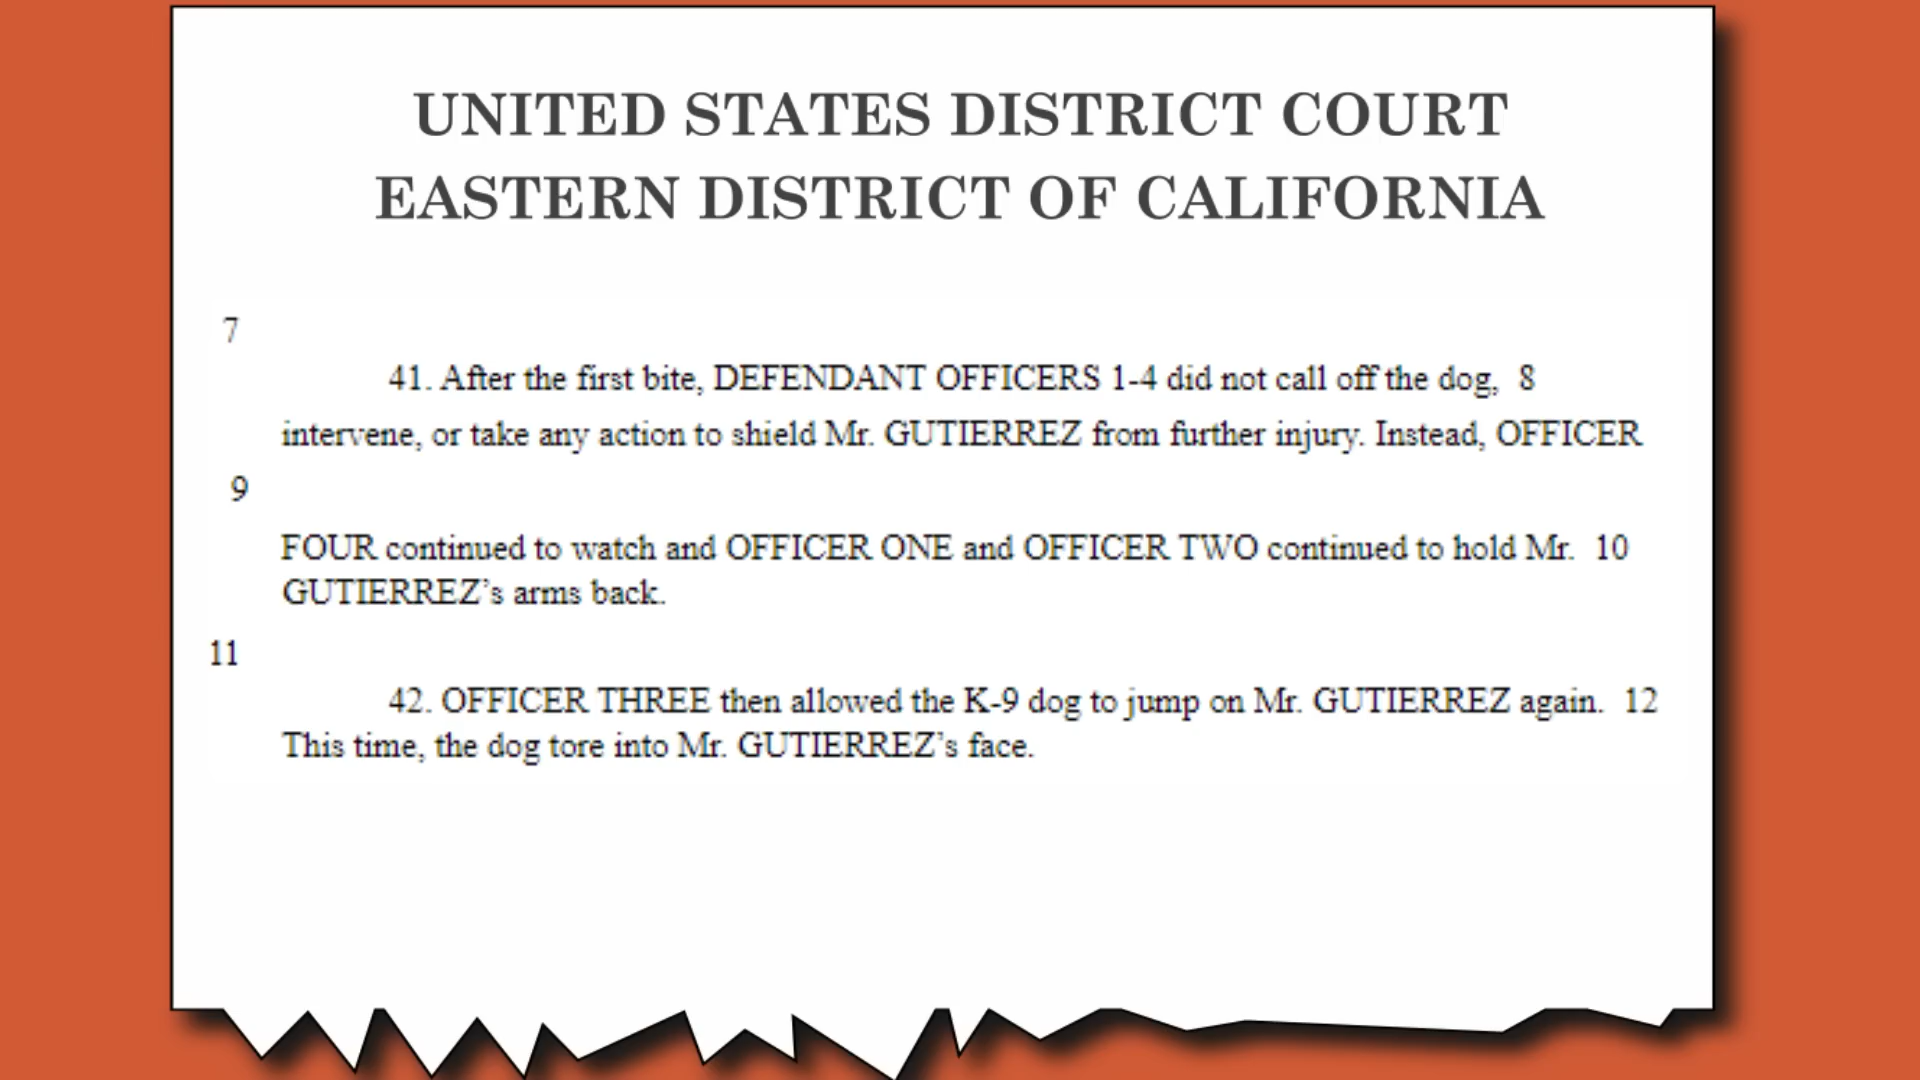 UNITED STATES DISTRICT COURT
EASTERN DISTRICT OF CALIFORNIA
7
41. After the first bite, DEFENDANT OFFICERS 1-4 did not call off the dog, 8
intervene, or take any action to shield Mr. GUTIERREZ from further injury. Instead, OFFICER
9
FOUR continued to watch and OFFICER ONE and OFFICER TWO continued to hold Mr. 10
GUTIERREZ’s arms back.
11
42. OFFICER THREE then allowed the K-9 dog to jump on Mr. GUTIERREZ again. 12
This time, the dog tore into Mr. GUTIERREZ’s face.